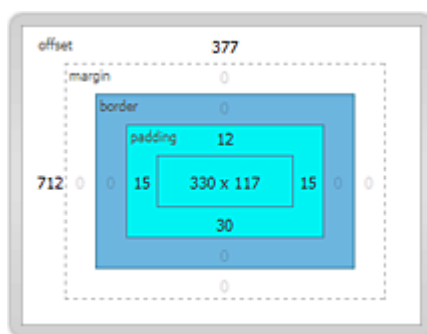 offset 377
margin 0
border 0
padding 12
712 0 0 15 330 x 117 15 0 0
30
0
0